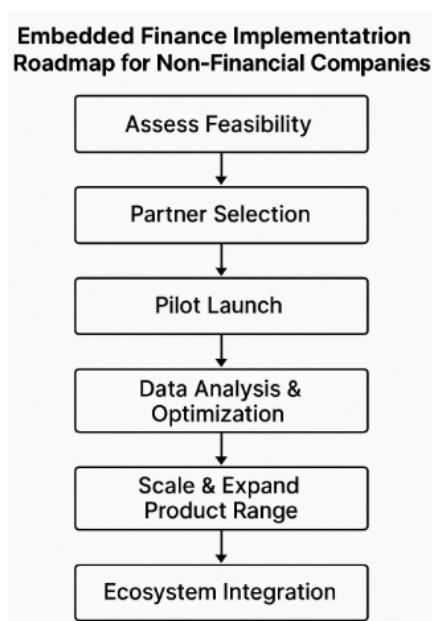 Embedded Finance Implementation
Roadmap for Non-Financial Companies
Assess Feasibility
Partner Selection
Pilot Launch
Data Analysis &
Optimization
Scale & Expand
Product Range
Ecosystem Integration